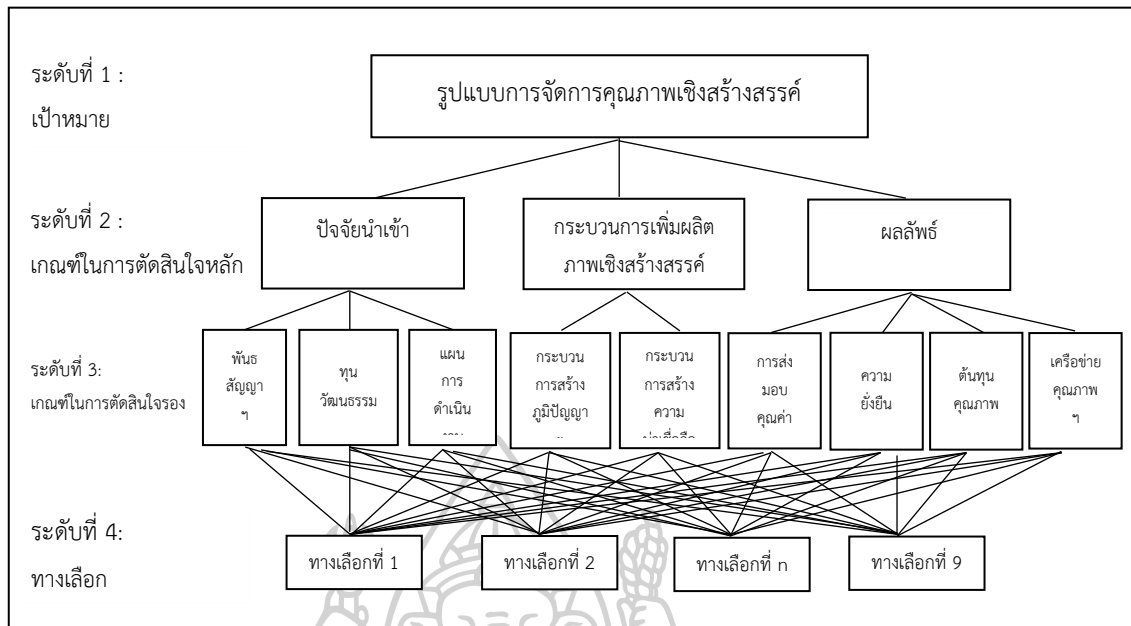 ระดับที่ 1 :
เป้าหมาย
รูปแบบการจัดการคุณภาพเชิงสร้างสรรค์
ระดับที่ 2 :
เกณฑ์ในการตัดสินใจหลัก
ปัจจัยนำเข้า
กระบวนการเพิ่มผลิต
ภาพเชิงสร้างสรรค์
ผลลัพธ์
ระดับที่ 3:
เกณฑ์ในการตัดสินใจรอง
พันธ
สัญญา
ฯ
ทุน
วัฒนธรรม
แผน
การ
ดำเนิน
กระบวน
การสร้าง
ภูมิปัญญา
กระบวน
การสร้าง
ความ
การส่ง
มอบ
คุณค่า
ความ
ยั่งยืน
ต้นทุน
คุณภาพ
เครือข่าย
คุณภาพ
ฯ
ระดับที่ 4:
ทางเลือก
ทางเลือกที่ 1
ทางเลือกที่ 2
ทางเลือกที่ n
ทางเลือกที่ 9